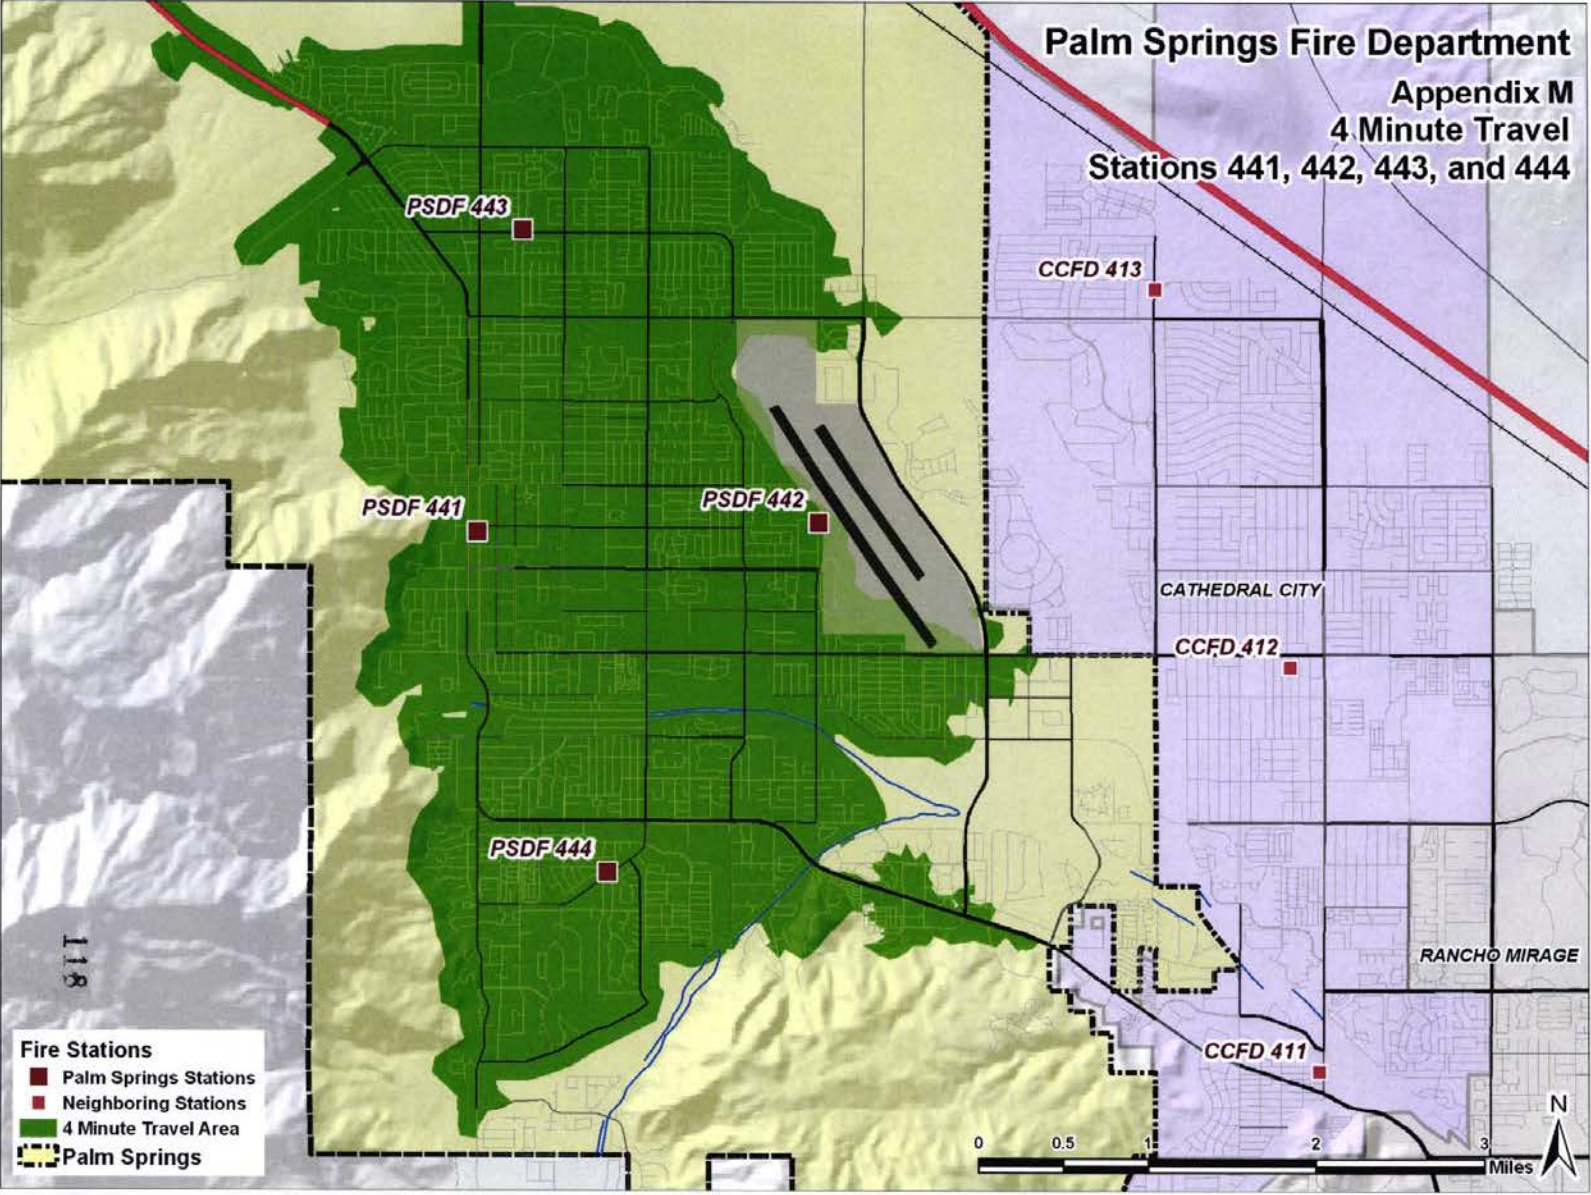 Palm Springs Fire Department
Appendix M
4 Minute Travel
Stations 441, 442, 443, and 444
PSDF 443
CCFD 413
PSDF 441
PSDF 442
CATHEDRAL CITY
CCFD 412
PSDF 444
RANCHO MIRAGE
118
CCFD 411
Fire Stations
Palm Springs Stations
Neighboring Stations
4 Minute Travel Area
Palm Springs
N
0 0.5 1 2 3
Miles